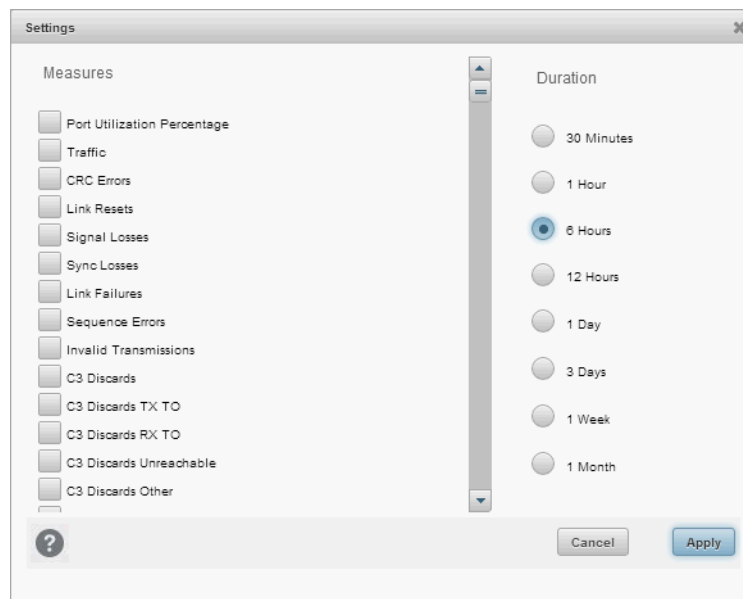 Settings
Measures
Port Utilization Percentage
Traffic
CRC Errors
Link Resets
Signal Losses
Sync Losses
Link Failures
Sequence Errors
Invalid Transmissions
C3 Discards
C3 Discards TX TO
C3 Discards RX TO
C3 Discards Unreachable
C3 Discards Other
Duration
30 Minutes
1 Hour
6 Hours
12 Hours
1 Day
3 Days
1 Week
1 Month
?
Cancel
Apply